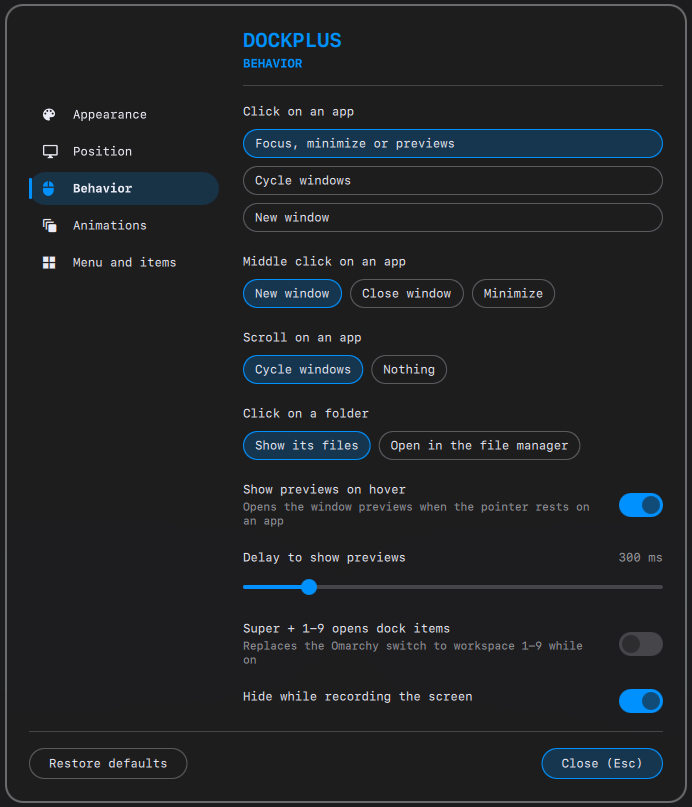 DOCKPLUS
BEHAVIOR
Appearance
Position
Behavior
Animations
Menu and items
Click on an app
Focus, minimize or previews
Cycle windows
New window
Middle click on an app
New window
Close window
Minimize
Scroll on an app
Cycle windows
Nothing
Click on a folder
Show its files
Open in the file manager
Show previews on hover
Opens the window previews when the pointer rests on
an app
Delay to show previews
300 ms
Super + 1–9 opens dock items
Replaces the Omarchy switch to workspace 1–9 while
on
Hide while recording the screen
Restore defaults
Close (Esc)